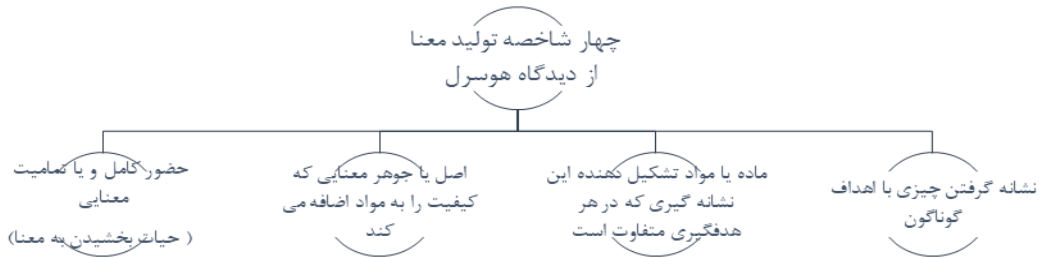 چهار شاخصه تولید معنا
از دیدگاه هوسرل
نشانه گرفتن چیزی با اهداف
گوناگون
ماده یا مواد تشکیل دهنده این
نشانه گیری که در هر
هدفگیری متفاوت است
اصل یا جوهر معنایی که
کیفیت را به مواد اضافه می
کند
حضور کامل و یا تمامیت
معنایی
( حیات بخشیدن به معنا)